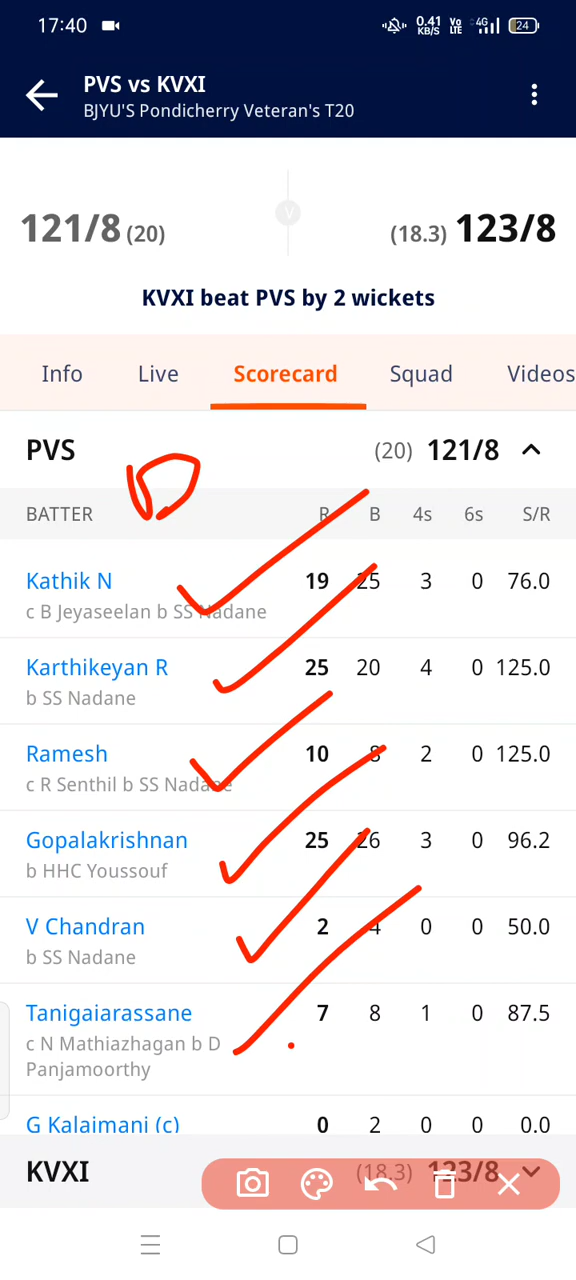 17:40 0.41 KB/S Vo LTE 4G 24
PVS vs KVXI
BJYU'S Pondicherry Veteran's T20
V
121/8 (20) (18.3) 123/8
KVXI beat PVS by 2 wickets
Info Live Scorecard Squad Videos
PVS (20) 121/8
BATTER R B 4s 6s S/R
Kathik N 19 25 3 0 76.0
c B Jeyaseelan b SS Nadane
Karthikeyan R 25 20 4 0 125.0
b SS Nadane
Ramesh 10 8 2 0 125.0
c R Senthil b SS Nadane
Gopalakrishnan 25 26 3 0 96.2
b HHC Youssouf
V Chandran 2 4 0 0 50.0
b SS Nadane
Tanigaiarassane 7 8 1 0 87.5
c N Mathiazhagan b D
Panjamoorthy
G Kalaimani (c) 0 2 0 0 0.0
KVXI (18.3) 123/8